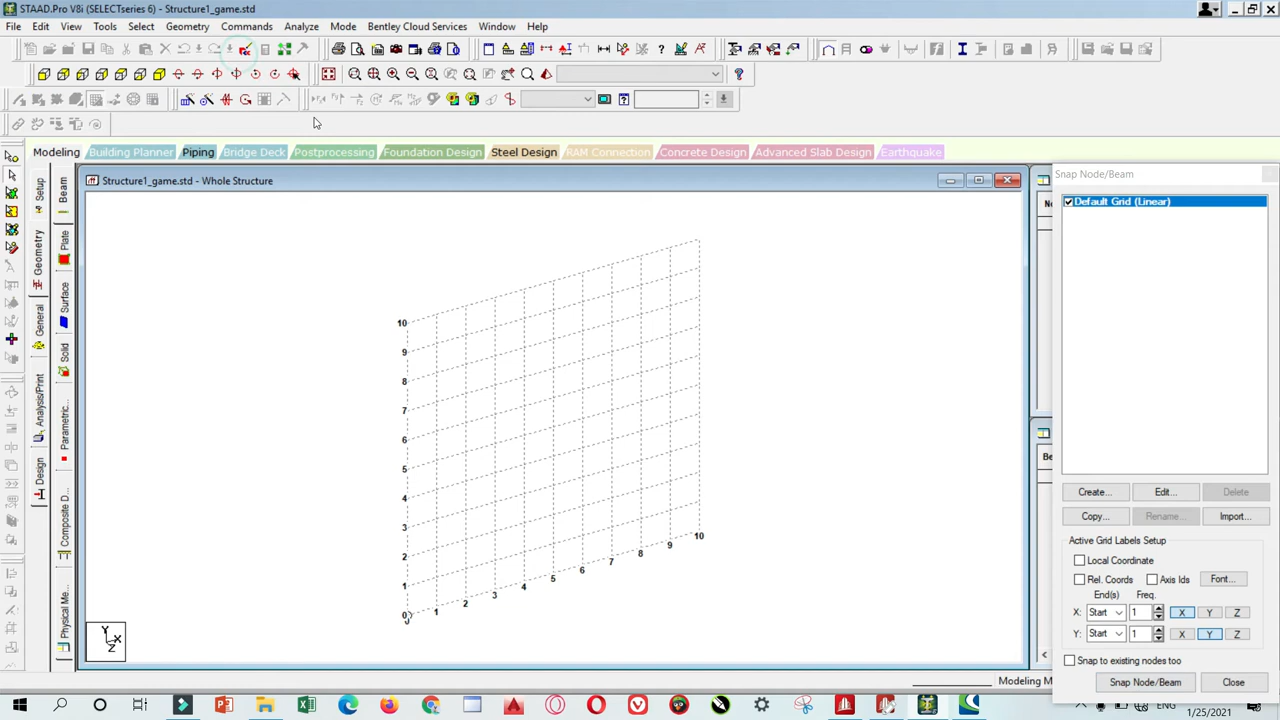 STAAD.Pro V8i (SELECTseries 6) - Structure1_game.std
File Edit View Tools Select Geometry Commands Analyze Mode Bentley Cloud Services Window Help
Modeling Building Planner Piping Bridge Deck Postprocessing Foundation Design Steel Design RAM Connection Concrete Design Advanced Slab Design Earthquake
Structure1_game.std - Whole Structure
Snap Node/Beam
Default Grid (Linear)
Setup
Geometry
General
Analysis/Print
Design
Beam
Plate
Surface
Solid
Parametric...
Composite D...
Physical Me...
10
9
8
7
6
5
4
3
2
1
0
0 1 2 3 4 5 6 7 8 9 10
Y
X
Z
No
Be
Create... Edit... Delete
Copy... Rename... Import...
Active Grid Labels Setup
Local Coordinate
Rel. Coords Axis Ids Font...
End(s) Freq.
X: Start 1 X Y Z
Y: Start 1 X Y Z
Snap to existing nodes too
Snap Node/Beam Close
Modeling M
1/25/2021